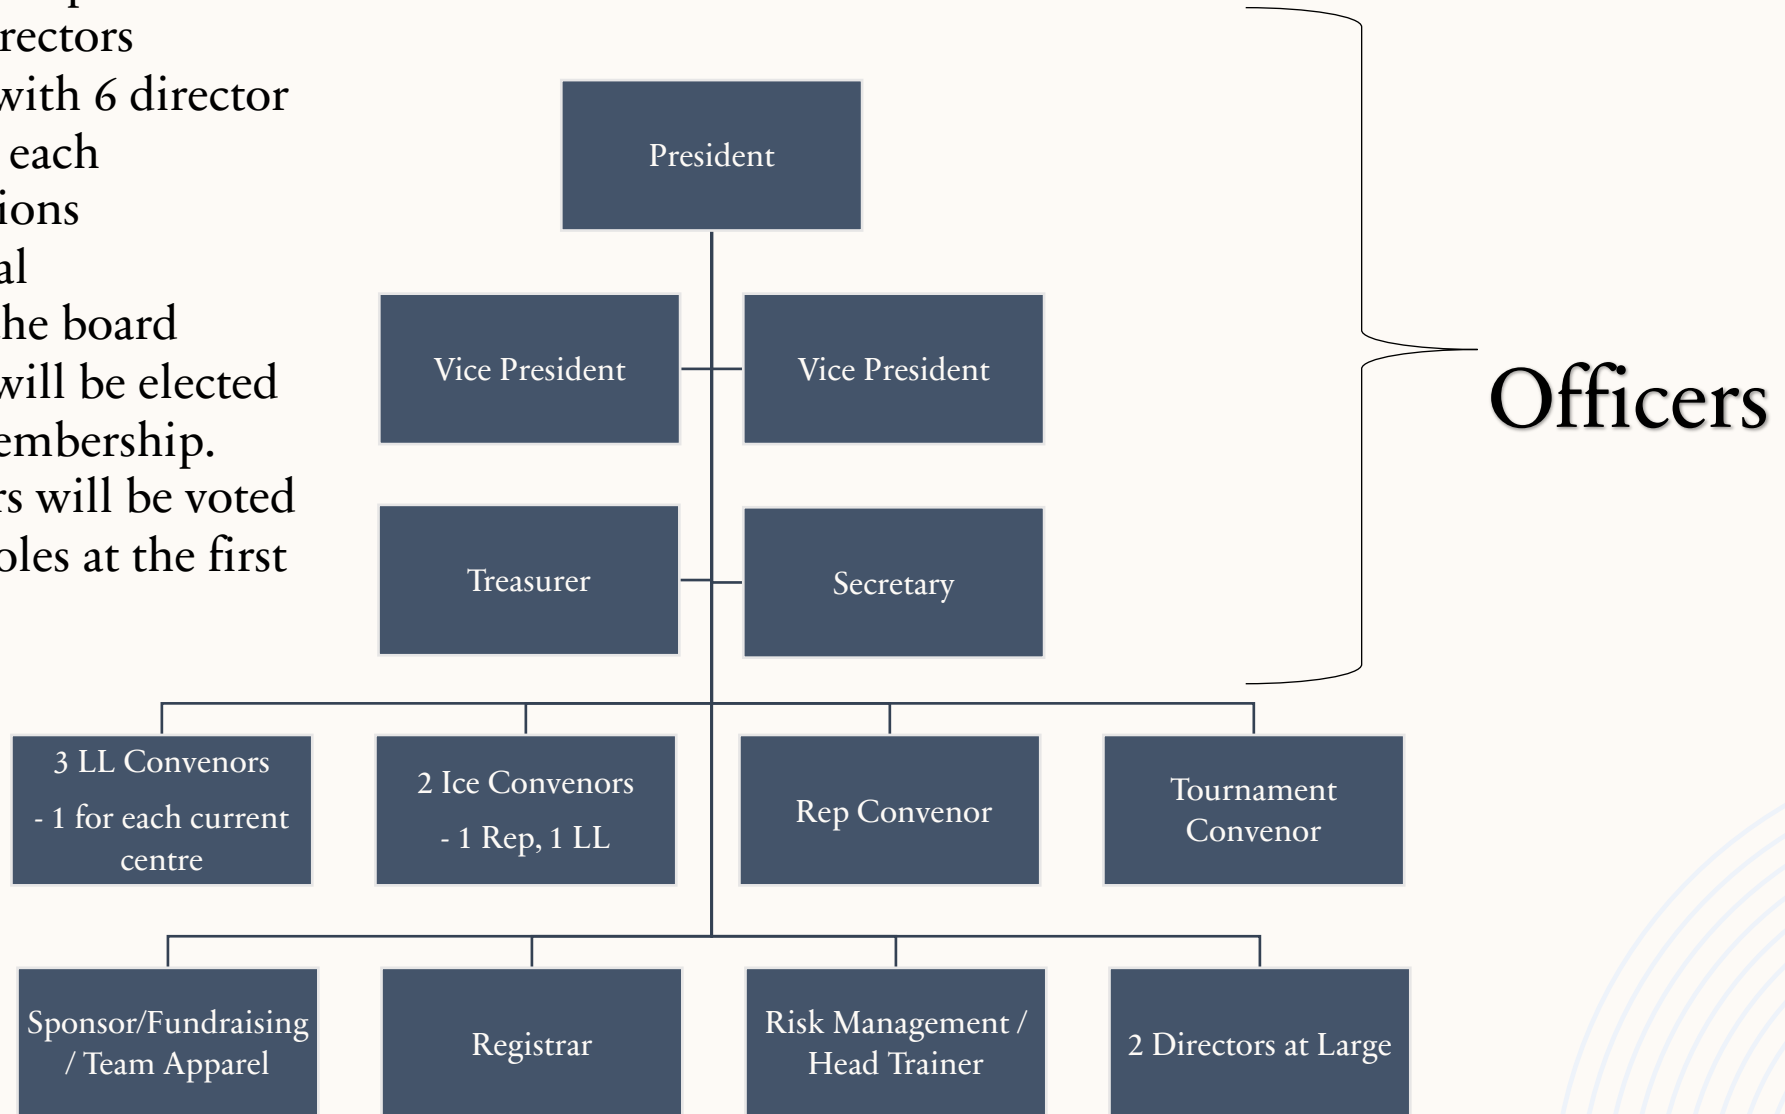 rectors
with 6 director
each
ions
al
he board
will be elected
embership.
rs will be voted
oles at the first
President
Vice President
Vice President
Treasurer
Secretary
Officers
3 LL Convenors
- 1 for each current
centre
2 Ice Convenors
- 1 Rep, 1 LL
Rep Convenor
Tournament
Convenor
Sponsor/Fundraising
/ Team Apparel
Registrar
Risk Management /
Head Trainer
2 Directors at Large